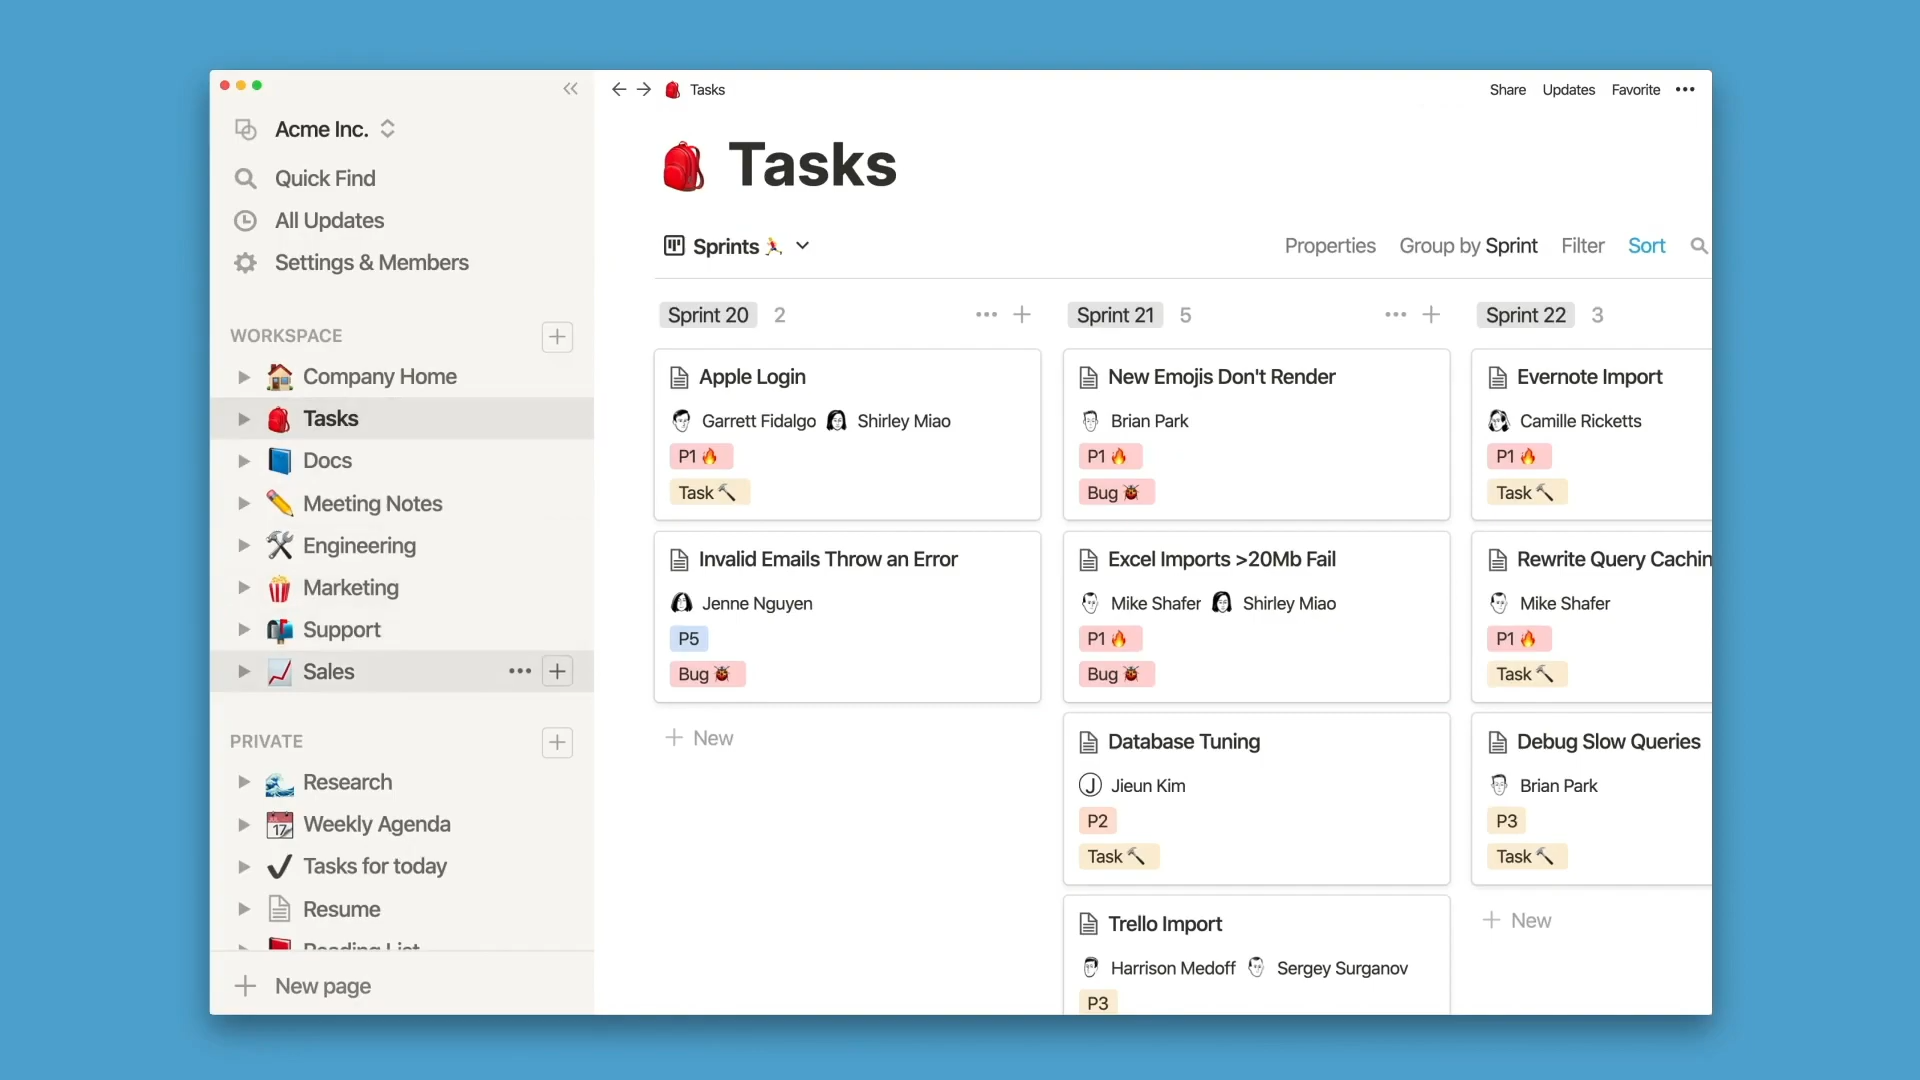 Acme Inc.
Quick Find
All Updates
Settings & Members
WORKSPACE
Company Home
Tasks
Docs
Meeting Notes
Engineering
Marketing
Support
Sales
PRIVATE
Research
Weekly Agenda
Tasks for today
Resume
Reading List
New page
Tasks
Share Updates Favorite
Tasks
Sprints
Properties Group by Sprint Filter Sort
Sprint 20 2
Apple Login
Garrett Fidalgo Shirley Miao
P1
Task
Invalid Emails Throw an Error
Jenne Nguyen
P5
Bug
New
Sprint 21 5
New Emojis Don't Render
Brian Park
P1
Bug
Excel Imports >20Mb Fail
Mike Shafer Shirley Miao
P1
Bug
Database Tuning
J Jieun Kim
P2
Task
Trello Import
Harrison Medoff Sergey Surganov
P3
Sprint 22 3
Evernote Import
Camille Ricketts
P1
Task
Rewrite Query Cachin
Mike Shafer
P1
Task
Debug Slow Queries
Brian Park
P3
Task
New